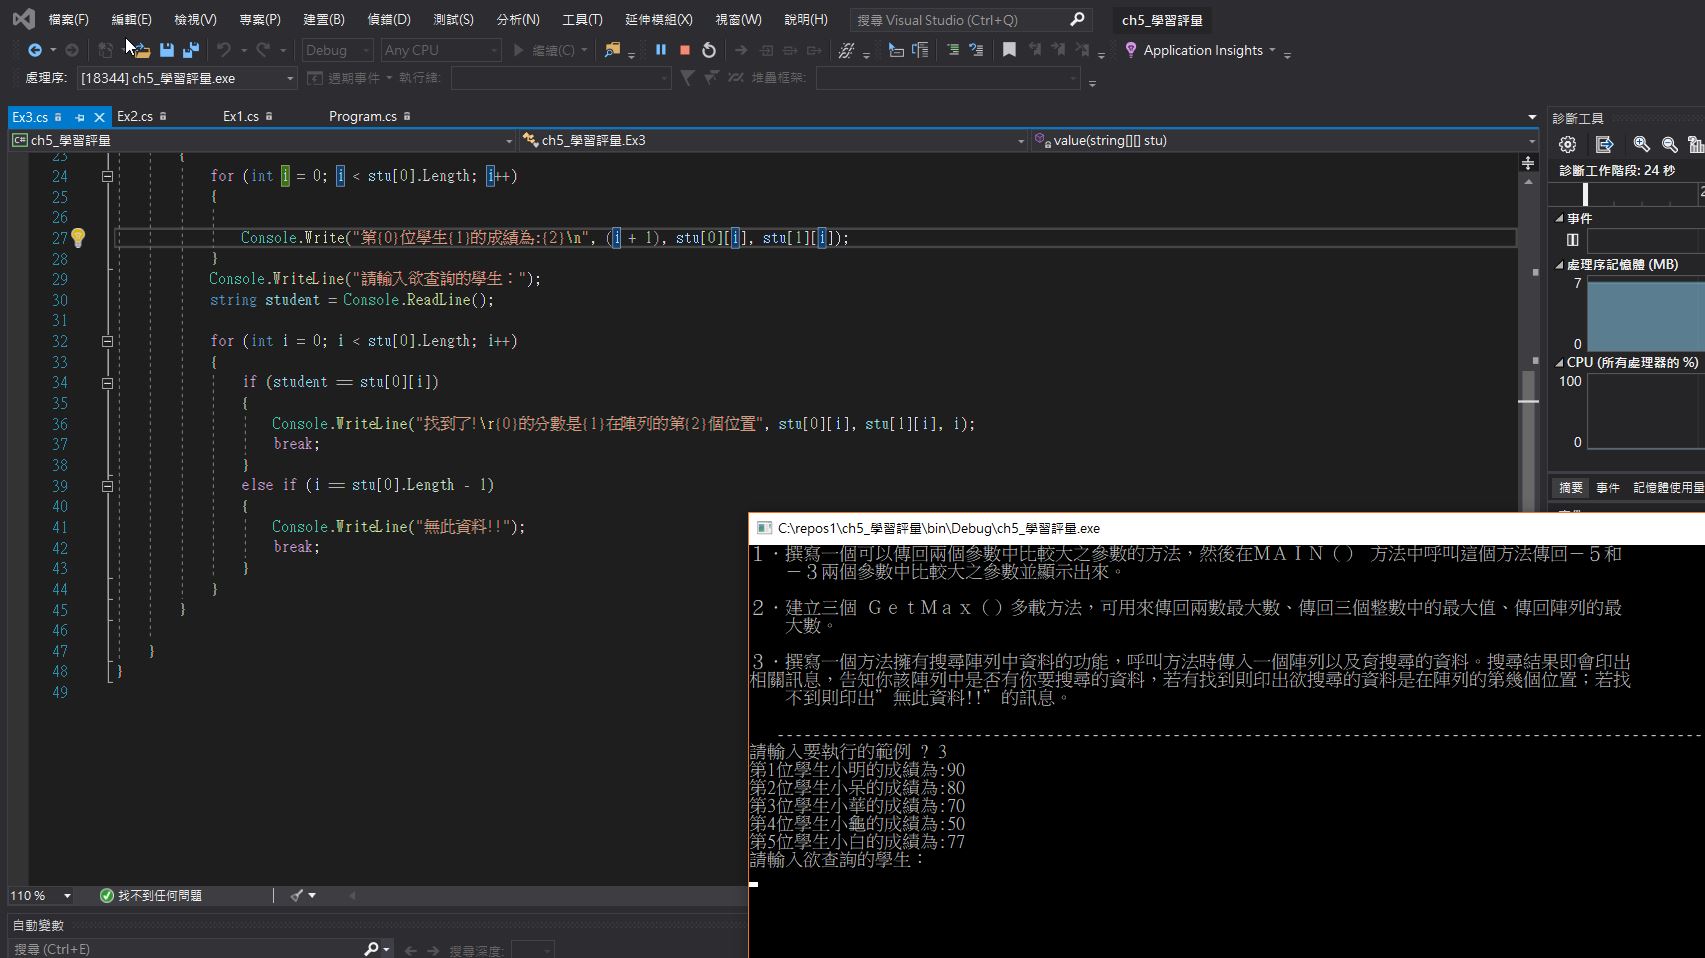 檔案(F) 編輯(E) 檢視(V) 專案(P) 建置(B) 偵錯(D) 測試(S) 分析(N) 工具(T) 延伸模組(X) 視窗(W) 說明(H) 搜尋 Visual Studio (Ctrl+Q) ch5_學習評量
Debug Any CPU 繼續(C) Application Insights
處理序: [18344] ch5_學習評量.exe 週期事件 執行緒: 堆疊框架:
Ex3.cs Ex2.cs Ex1.cs Program.cs
ch5_學習評量 ch5_學習評量.Ex3 value(string[][] stu)
23 {
24 for (int i = 0; i < stu[0].Length; i++)
25 {
26
27 Console.Write("第{0}位學生{1}的成績為:{2}\n", (i + 1), stu[0][i], stu[1][i]);
28 }
29 Console.WriteLine("請輸入欲查詢的學生：");
30 string student = Console.ReadLine();
31
32 for (int i = 0; i < stu[0].Length; i++)
33 {
34 if (student == stu[0][i])
35 {
36 Console.WriteLine("找到了!\r{0}的分數是{1}在陣列的第{2}個位置", stu[0][i], stu[1][i], i);
37 break;
38 }
39 else if (i == stu[0].Length - 1)
40 {
41 Console.WriteLine("無此資料!!");
42 break;
43 }
44 }
45 }
46
47 }
48 }
49
110 % 找不到任何問題
自動變數
搜尋 (Ctrl+E) 搜尋深度:
診斷工具
診斷工作階段: 24 秒
事件
處理序記憶體 (MB)
7
0
CPU (所有處理器的 %)
100
0
摘要 事件 記憶體使用量
C:\repos1\ch5_學習評量\bin\Debug\ch5_學習評量.exe
１．撰寫一個可以傳回兩個參數中比較大之參數的方法，然後在ＭＡＩＮ（） 方法中呼叫這個方法傳回－５和
－３兩個參數中比較大之參數並顯示出來。
２．建立三個 ＧｅｔＭａｘ（）多載方法，可用來傳回兩數最大數、傳回三個整數中的最大值、傳回陣列的最
大數。
３．撰寫一個方法擁有搜尋陣列中資料的功能，呼叫方法時傳入一個陣列以及育搜尋的資料。搜尋結果即會印出
相關訊息，告知你該陣列中是否有你要搜尋的資料，若有找到則印出欲搜尋的資料是在陣列的第幾個位置；若找
不到則印出”無此資料!!”的訊息。
請輸入要執行的範例 ? 3
第1位學生小明的成績為:90
第2位學生小呆的成績為:80
第3位學生小華的成績為:70
第4位學生小龜的成績為:50
第5位學生小白的成績為:77
請輸入欲查詢的學生：